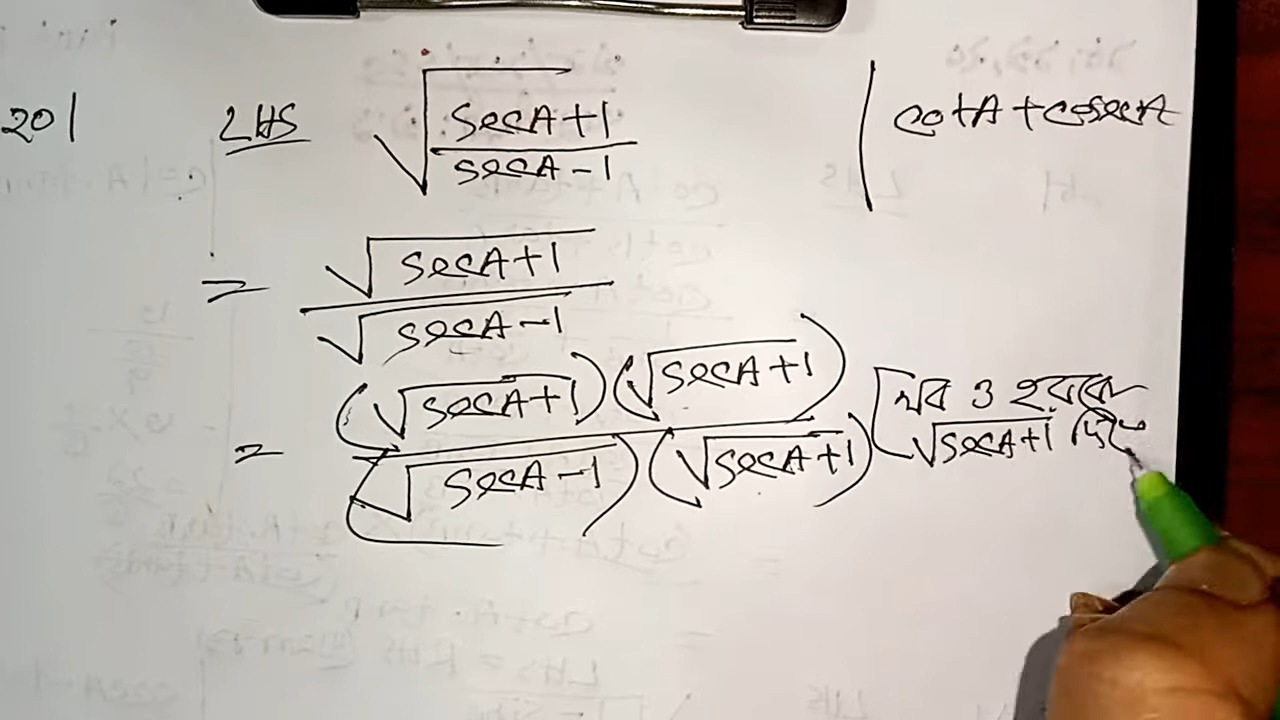 20| LHS √(secA+1 / secA-1) | cotA + cosecA
= √(secA+1) / √(secA-1)
= (√(secA+1)) (√(secA+1)) / (√(secA-1)) (√(secA+1)) [লব ও হরকে
√(secA+1)